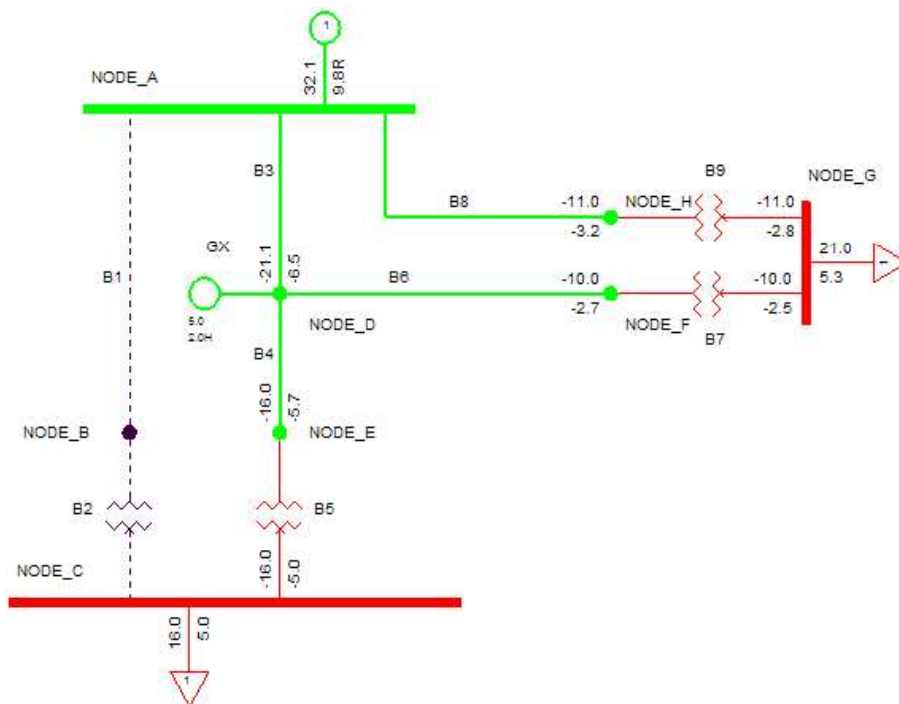 1
32.1
9.8R
NODE_A
B3
B9
NODE_G
B8
-11.0
NODE_H
-11.0
-3.2
-2.8
GX
21.0
1
5.3
B1
-21.1
-6.5
B6
-10.0
-10.0
5.0
2.0H
NODE_D
-2.7
NODE_F
-2.5
B7
B4
-16.0
-5.7
NODE_B
NODE_E
B2
B5
NODE_C
-16.0
-5.0
16.0
5.0
1